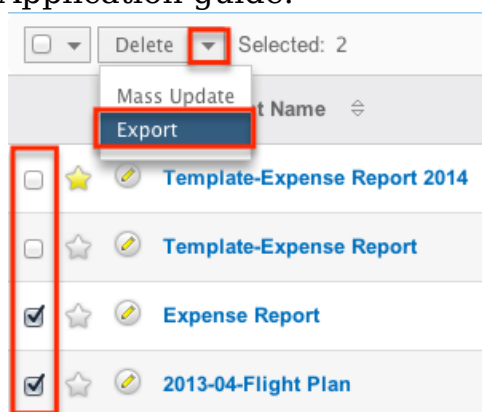 Application guide.
Delete Selected: 2
Mass Update
t Name
Export
Template-Expense Report 2014
Template-Expense Report
Expense Report
2013-04-Flight Plan